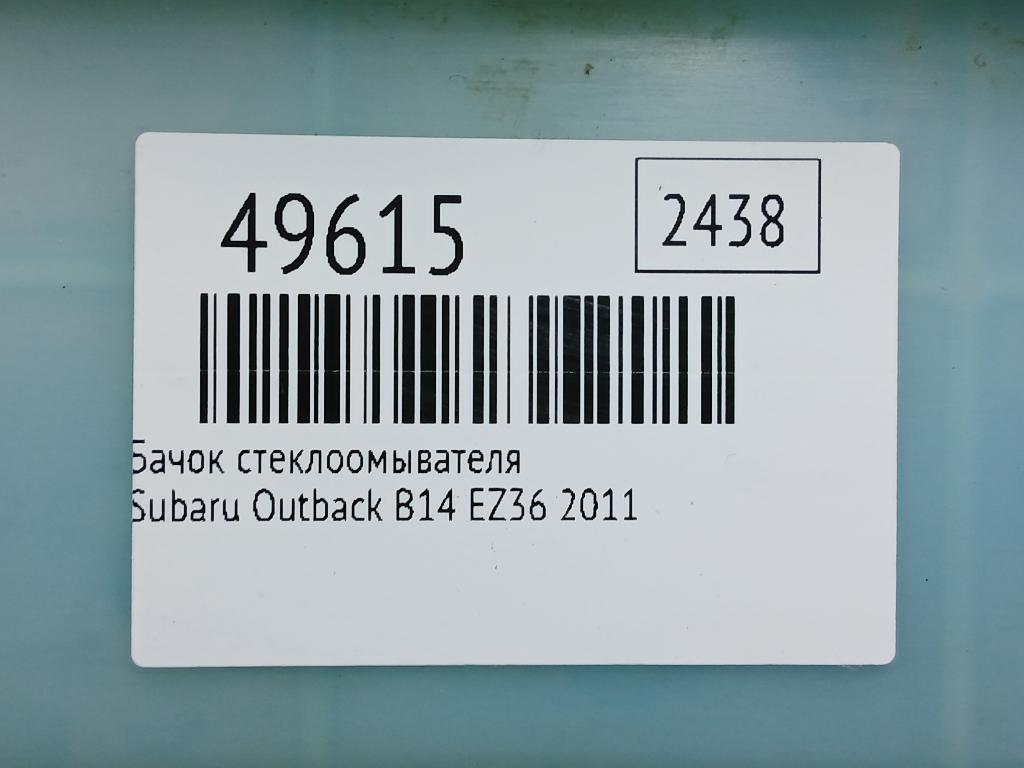 49615
2438
Бачок стеклоомывателя
Subaru Outback B14 EZ36 2011